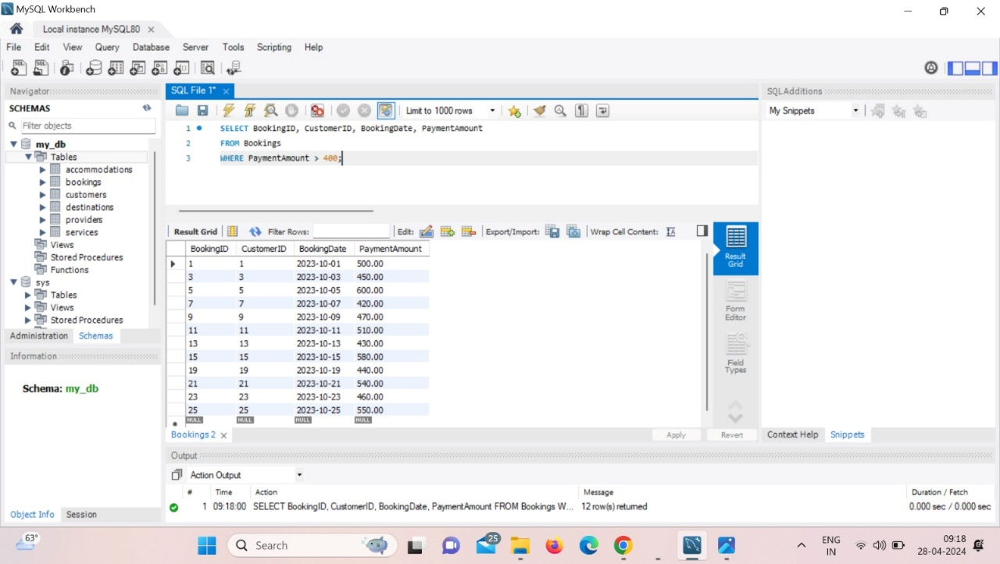 MySQL Workbench
Local instance MySQL80
File Edit View Query Database Server Tools Scripting Help
Navigator
SCHEMAS
Filter objects
my_db
Tables
accommodations
bookings
customers
destinations
providers
services
Views
Stored Procedures
Functions
sys
Tables
Views
Stored Procedures
Administration Schemas
Information
Schema: my_db
Object Info Session
SQL File 1*
Limit to 1000 rows
1 SELECT BookingID, CustomerID, BookingDate, PaymentAmount
2 FROM Bookings
3 WHERE PaymentAmount > 400;
Result Grid Filter Rows: Edit: Export/Import: Wrap Cell Content:
BookingID CustomerID BookingDate PaymentAmount
1 1 2023-10-01 500.00
3 3 2023-10-03 450.00
5 5 2023-10-05 600.00
7 7 2023-10-07 420.00
9 9 2023-10-09 470.00
11 11 2023-10-11 510.00
13 13 2023-10-13 430.00
15 15 2023-10-15 580.00
19 19 2023-10-19 440.00
21 21 2023-10-21 540.00
23 23 2023-10-23 460.00
25 25 2023-10-25 550.00
NULL NULL NULL NULL
Result
Grid
Form
Editor
Field
Types
Bookings 2 Apply Revert
SQLAdditions
My Snippets
Context Help Snippets
Output
Action Output
# Time Action Message Duration / Fetch
1 09:18:00 SELECT BookingID, CustomerID, BookingDate, PaymentAmount FROM Bookings W... 12 row(s) returned 0.000 sec / 0.000 sec
63°
Search
25
ENG
IN
09:18
28-04-2024